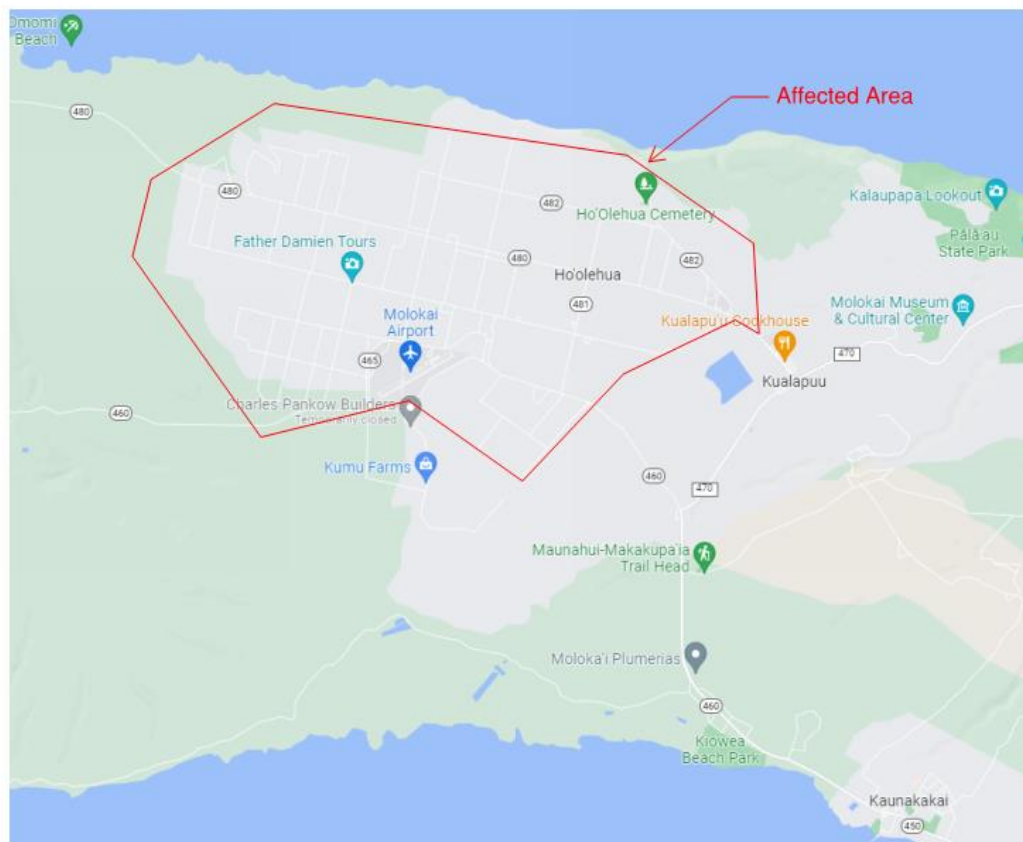 Omomi
Beach
480
Affected Area
480
482
Ho'Olehua Cemetery
Kalaupapa Lookout
Pālā'au
State Park
Father Damien Tours
480
Ho'olehua
482
481
Molokai Museum
& Cultural Center
Molokai
Airport
Kualapu'u Cookhouse
465
470
Kualapuu
460
Charles Pankow Builders
Temporarily closed
Kumu Farms
460
470
Maunahui-Makakupa'ia
Trail Head
Moloka'i Plumerias
460
Kiowea
Beach Park
Kaunakakai
450